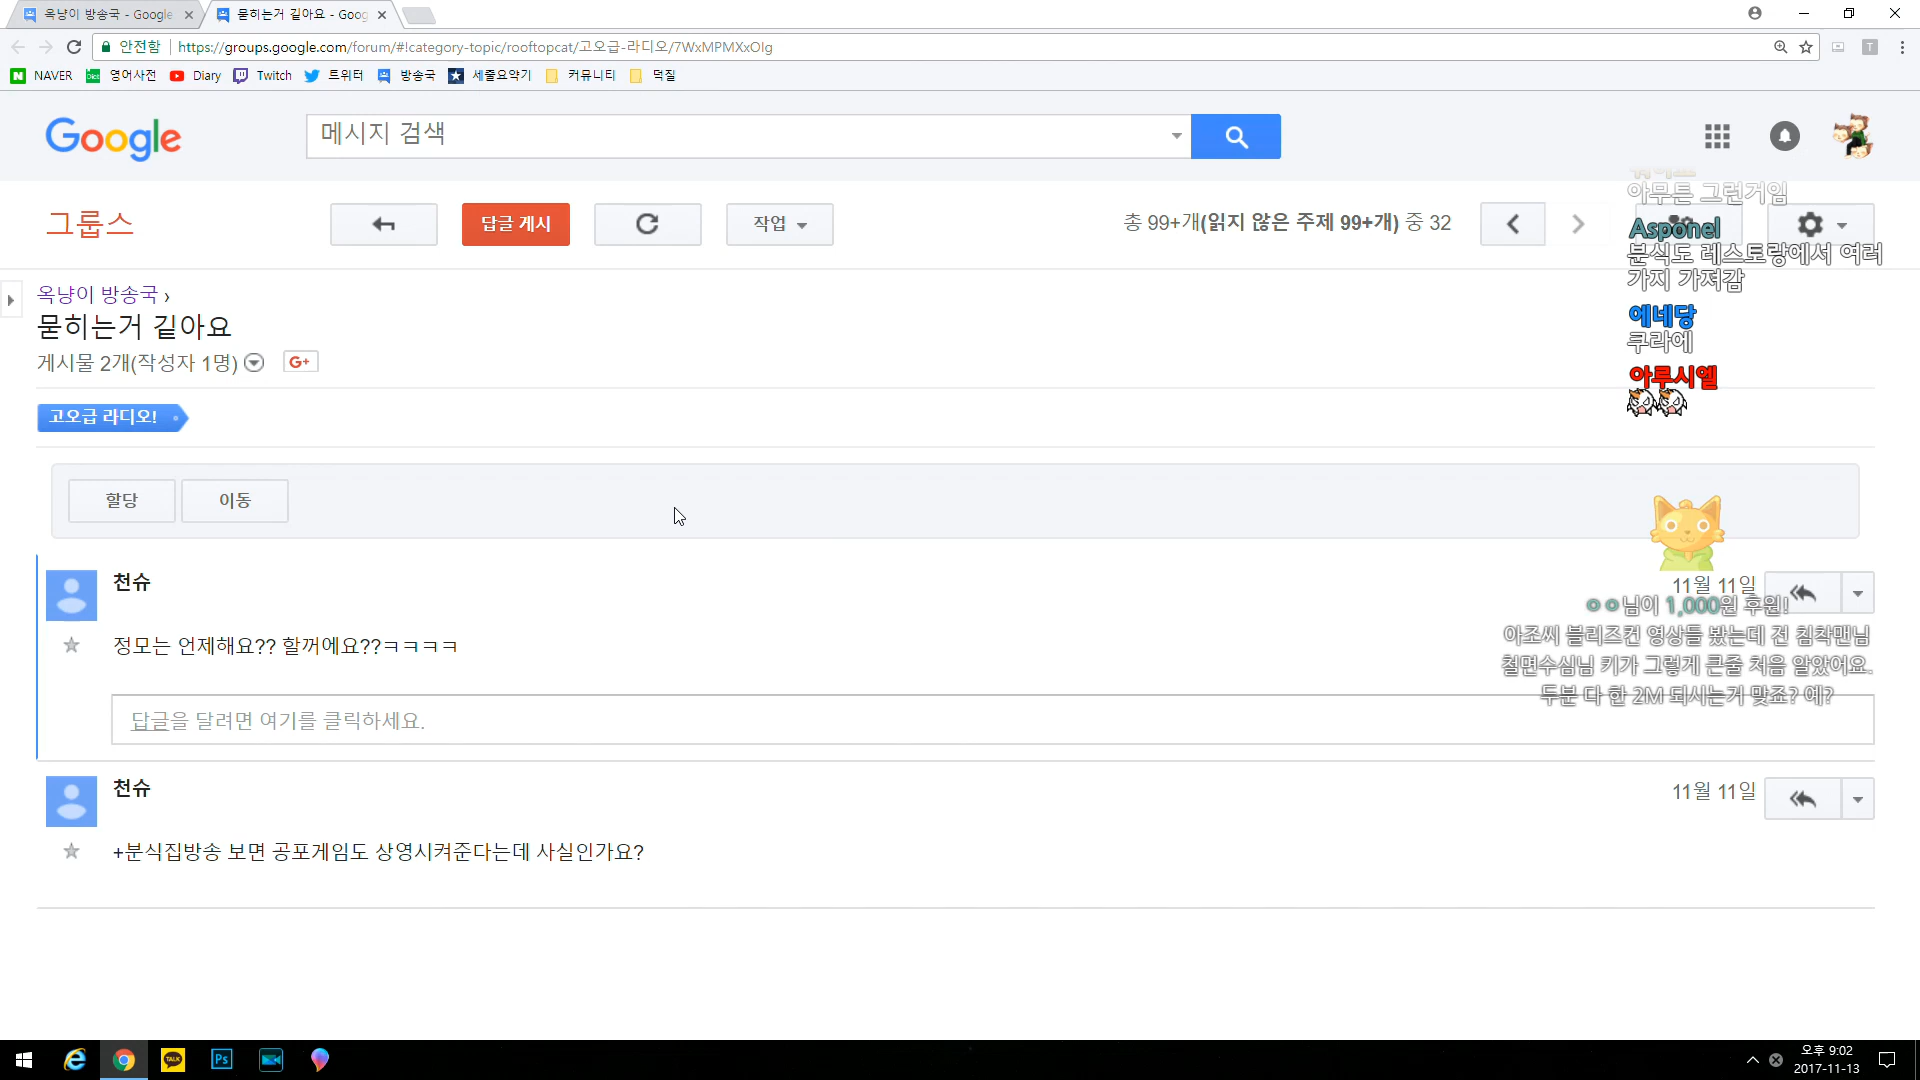 옥냥이 방송국 - Google
묻히는거 깉아요 - Goog
안전함
https://groups.google.com/forum/#!category-topic/rooftopcat/고오급-라디오/7WxMPMXxOIg
T
N NAVER
Dict 영어사전
Diary
Twitch
트위터
방송국
세줄요약기
커뮤니티
덕질
Google
메시지 검색
그룹스
답글 게시
작업
총 99+개(읽지 않은 주제 99+개) 중 32
아무튼 그런거임
Asponel
분식도 레스토랑에서 여러
가지 가져감
에네당
쿠라에
아루시엘
옥냥이 방송국 ›
묻히는거 깉아요
게시물 2개(작성자 1명)
G+
고오급 라디오!
할당
이동
천슈
11월 11일
정모는 언제해요?? 할꺼에요??ㅋㅋㅋㅋ
ㅇㅇ님이 1,000원 후원!
아조씨 블리즈컨 영상들 봤는데 전 침착맨님
철면수심님 키가 그렇게 큰줄 처음 알았어요.
두분 다 한 2M 되시는거 맞죠? 예?
답글을 달려면 여기를 클릭하세요.
천슈
11월 11일
+분식집방송 보면 공포게임도 상영시켜준다는데 사실인가요?
TALK
Ps
오후 9:02
2017-11-13